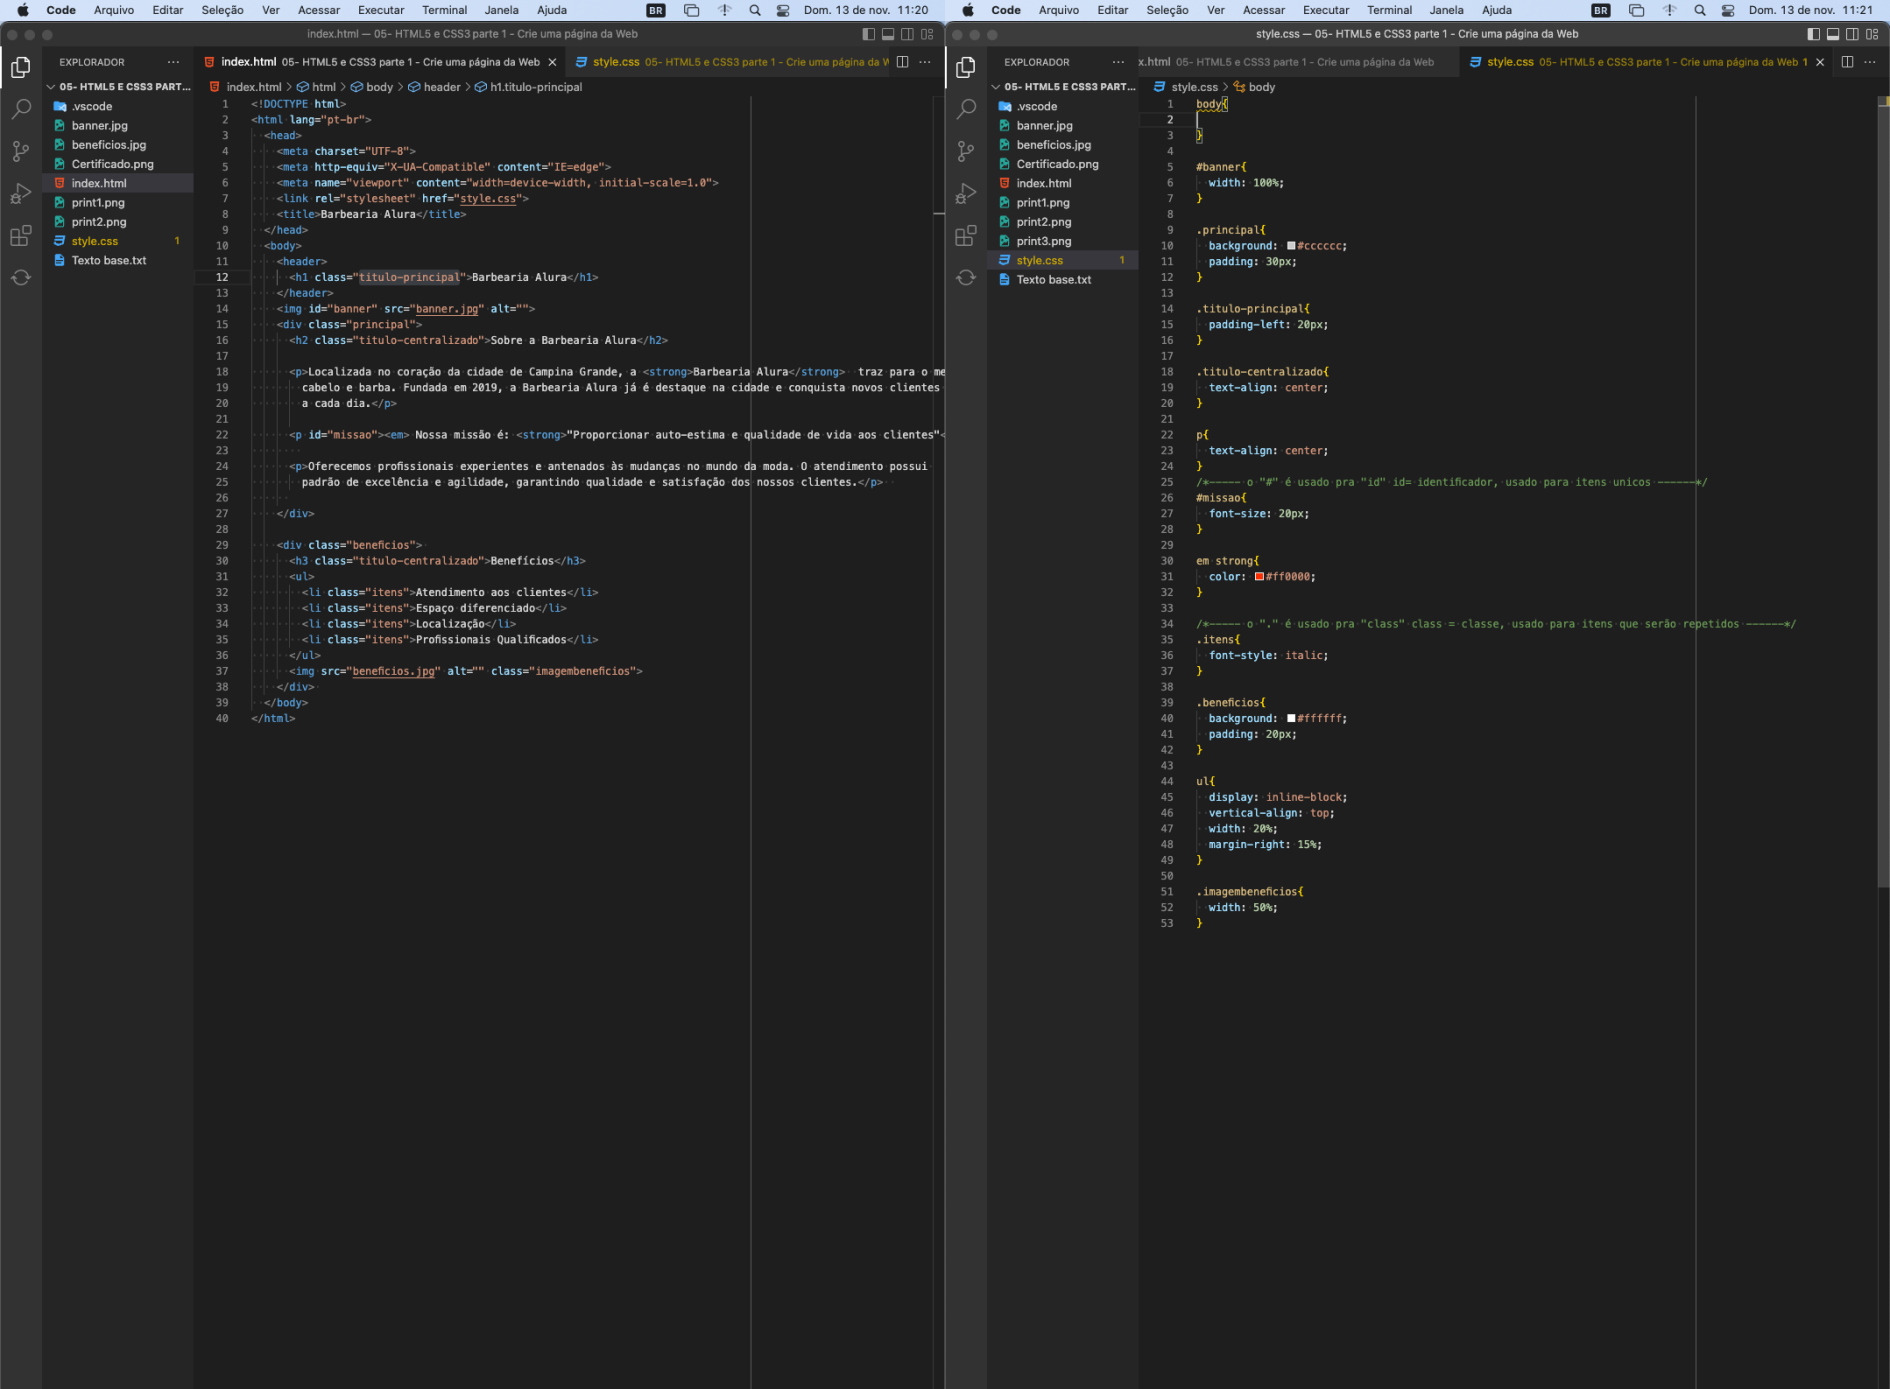 Code Arquivo Editar Seleção Ver Acessar Executar Terminal Janela Ajuda BR Dom. 13 de nov. 11:20
index.html — 05- HTML5 e CSS3 parte 1 - Crie uma página da Web
EXPLORADOR
index.html 05- HTML5 e CSS3 parte 1 - Crie uma página da Web
style.css 05- HTML5 e CSS3 parte 1 - Crie uma página da W
05- HTML5 E CSS3 PART...
.vscode
banner.jpg
beneficios.jpg
Certificado.png
index.html
print1.png
print2.png
style.css 1
Texto base.txt
index.html > html > body > header > h1.titulo-principal
1 <!DOCTYPE html>
2 <html lang="pt-br">
3 <head>
4 <meta charset="UTF-8">
5 <meta http-equiv="X-UA-Compatible" content="IE=edge">
6 <meta name="viewport" content="width=device-width, initial-scale=1.0">
7 <link rel="stylesheet" href="style.css">
8 <title>Barbearia Alura</title>
9 </head>
10 <body>
11 <header>
12 <h1 class="titulo-principal">Barbearia Alura</h1>
13 </header>
14 <img id="banner" src="banner.jpg" alt="">
15 <div class="principal">
16 <h2 class="titulo-centralizado">Sobre a Barbearia Alura</h2>
17
18 <p>Localizada no coração da cidade de Campina Grande, a <strong>Barbearia Alura</strong> traz para o me
19 cabelo e barba. Fundada em 2019, a Barbearia Alura já é destaque na cidade e conquista novos clientes
20 a cada dia.</p>
21
22 <p id="missao"><em> Nossa missão é: <strong>"Proporcionar auto-estima e qualidade de vida aos clientes"<
23
24 <p>Oferecemos profissionais experientes e antenados às mudanças no mundo da moda. O atendimento possui
25 padrão de excelência e agilidade, garantindo qualidade e satisfação dos nossos clientes.</p>
26
27 </div>
28
29 <div class="beneficios">
30 <h3 class="titulo-centralizado">Benefícios</h3>
31 <ul>
32 <li class="itens">Atendimento aos clientes</li>
33 <li class="itens">Espaço diferenciado</li>
34 <li class="itens">Localização</li>
35 <li class="itens">Profissionais Qualificados</li>
36 </ul>
37 <img src="beneficios.jpg" alt="" class="imagembeneficios">
38 </div>
39 </body>
40 </html>
Code Arquivo Editar Seleção Ver Acessar Executar Terminal Janela Ajuda BR Dom. 13 de nov. 11:21
style.css — 05- HTML5 e CSS3 parte 1 - Crie uma página da Web
EXPLORADOR
x.html 05- HTML5 e CSS3 parte 1 - Crie uma página da Web
style.css 05- HTML5 e CSS3 parte 1 - Crie uma página da Web 1
05- HTML5 E CSS3 PART...
.vscode
banner.jpg
beneficios.jpg
Certificado.png
index.html
print1.png
print2.png
print3.png
style.css 1
Texto base.txt
style.css > body
1 body{
2
3 }
4
5 #banner{
6 width: 100%;
7 }
8
9 .principal{
10 background: #cccccc;
11 padding: 30px;
12 }
13
14 .titulo-principal{
15 padding-left: 20px;
16 }
17
18 .titulo-centralizado{
19 text-align: center;
20 }
21
22 p{
23 text-align: center;
24 }
25 /*----- o "#" é usado pra "id" id= identificador, usado para itens unicos ------*/
26 #missao{
27 font-size: 20px;
28 }
29
30 em strong{
31 color: #ff0000;
32 }
33
34 /*----- o "." é usado pra "class" class = classe, usado para itens que serão repetidos ------*/
35 .itens{
36 font-style: italic;
37 }
38
39 .beneficios{
40 background: #ffffff;
41 padding: 20px;
42 }
43
44 ul{
45 display: inline-block;
46 vertical-align: top;
47 width: 20%;
48 margin-right: 15%;
49 }
50
51 .imagembeneficios{
52 width: 50%;
53 }